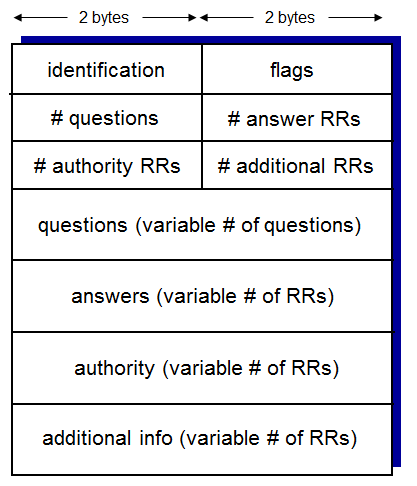 2 bytes 2 bytes
identification flags
# questions # answer RRs
# authority RRs # additional RRs
questions (variable # of questions)
answers (variable # of RRs)
authority (variable # of RRs)
additional info (variable # of RRs)